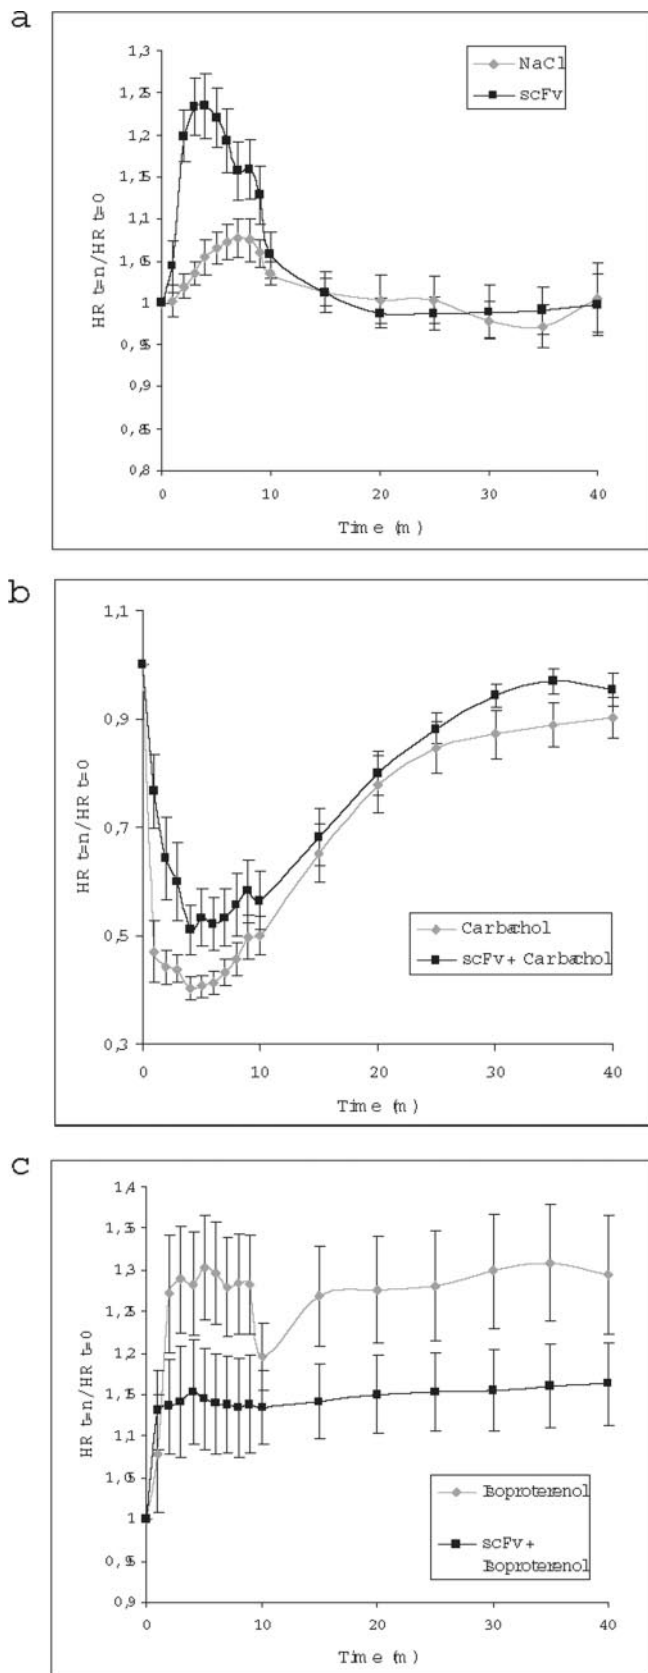 a
1,3
NaCl
scFv
1,25
1,2
1,15
1,1
1,05
1
0,95
0,9
0,85
0,8
HR t=n/HR t=0
0 10 20 30 40
Time (m)
b
1,1
0,9
0,7
0,5
0,3
HR t=n/HR t=0
Carbachol
scFv + Carbachol
0 10 20 30 40
Time (m)
c
1,4
1,35
1,3
1,25
1,2
1,15
1,1
1,05
1
0,95
0,9
HR t=n/HR t=0
Isoproterenol
scFv +
Isoproterenol
0 10 20 30 40
Time (m)